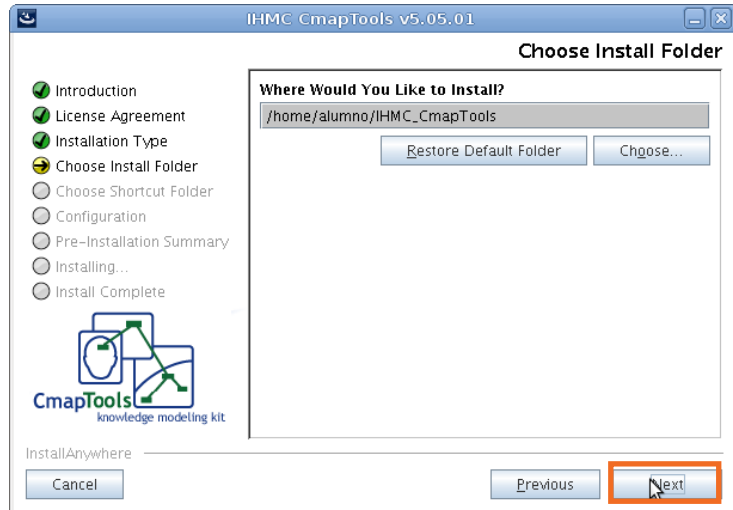 IHMC CmapTools v5.05.01
Choose Install Folder
Introduction
License Agreement
Installation Type
Choose Install Folder
Choose Shortcut Folder
Configuration
Pre-Installation Summary
Installing...
Install Complete
CmapTools
knowledge modeling kit
Where Would You Like to Install?
/home/alumno/IHMC_CmapTools
Restore Default Folder
Choose...
InstallAnywhere
Cancel
Previous
Next